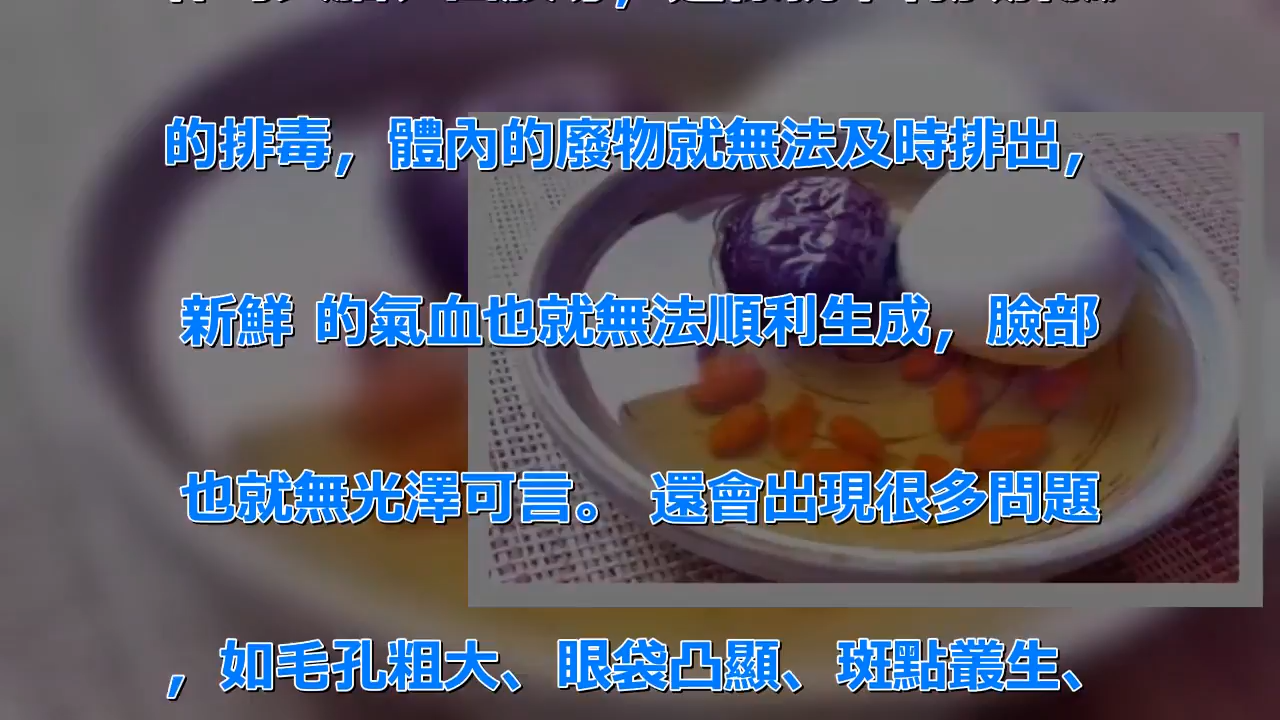 的排毒，體內的廢物就無法及時排出，
新鮮 的氣血也就無法順利生成，臉部
也就無光澤可言。 還會出現很多問題
，如毛孔粗大、眼袋凸顯、斑點叢生、